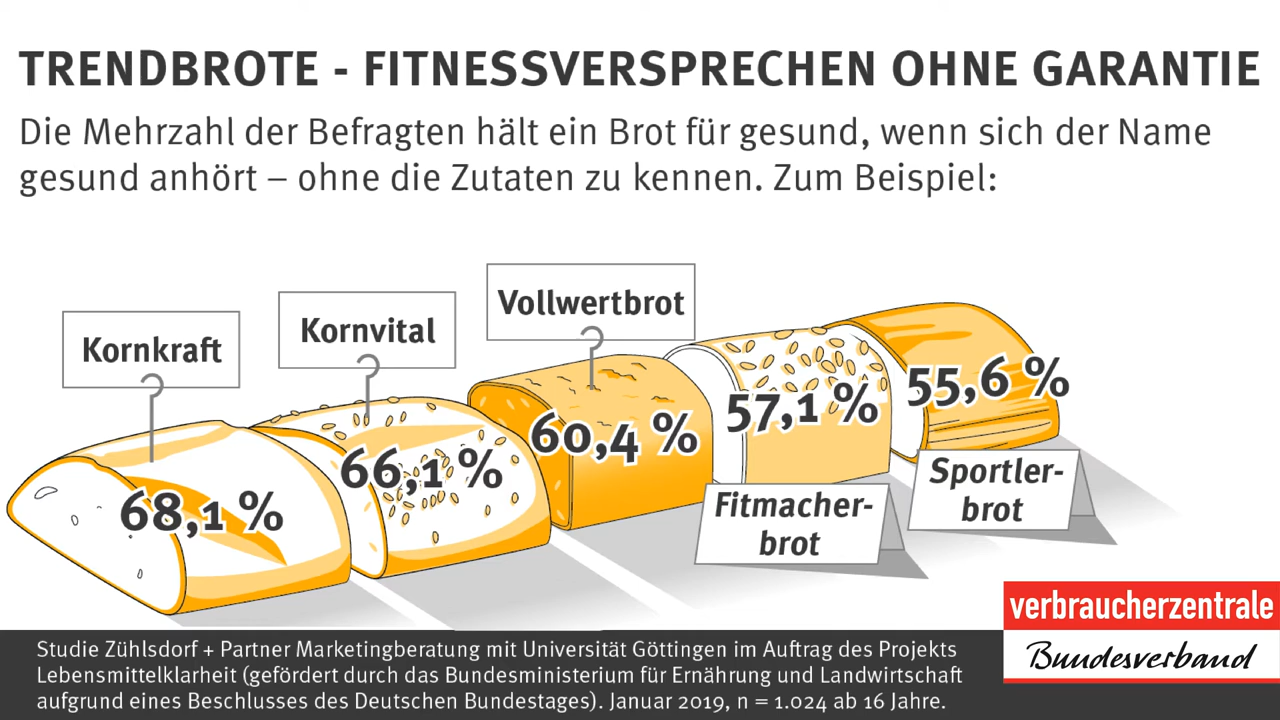 TRENDBROTE - FITNESSVERSPRECHEN OHNE GARANTIE
Die Mehrzahl der Befragten hält ein Brot für gesund, wenn sich der Name
gesund anhört – ohne die Zutaten zu kennen. Zum Beispiel:
Kornkraft
68,1 %
Kornvital
66,1 %
Vollwertbrot
60,4 %
57,1 %
Fitmacher-
brot
55,6 %
Sportler-
brot
verbraucherzentrale
Bundesverband
Studie Zühlsdorf + Partner Marketingberatung mit Universität Göttingen im Auftrag des Projekts
Lebensmittelklarheit (gefördert durch das Bundesministerium für Ernährung und Landwirtschaft
aufgrund eines Beschlusses des Deutschen Bundestages). Januar 2019, n = 1.024 ab 16 Jahre.